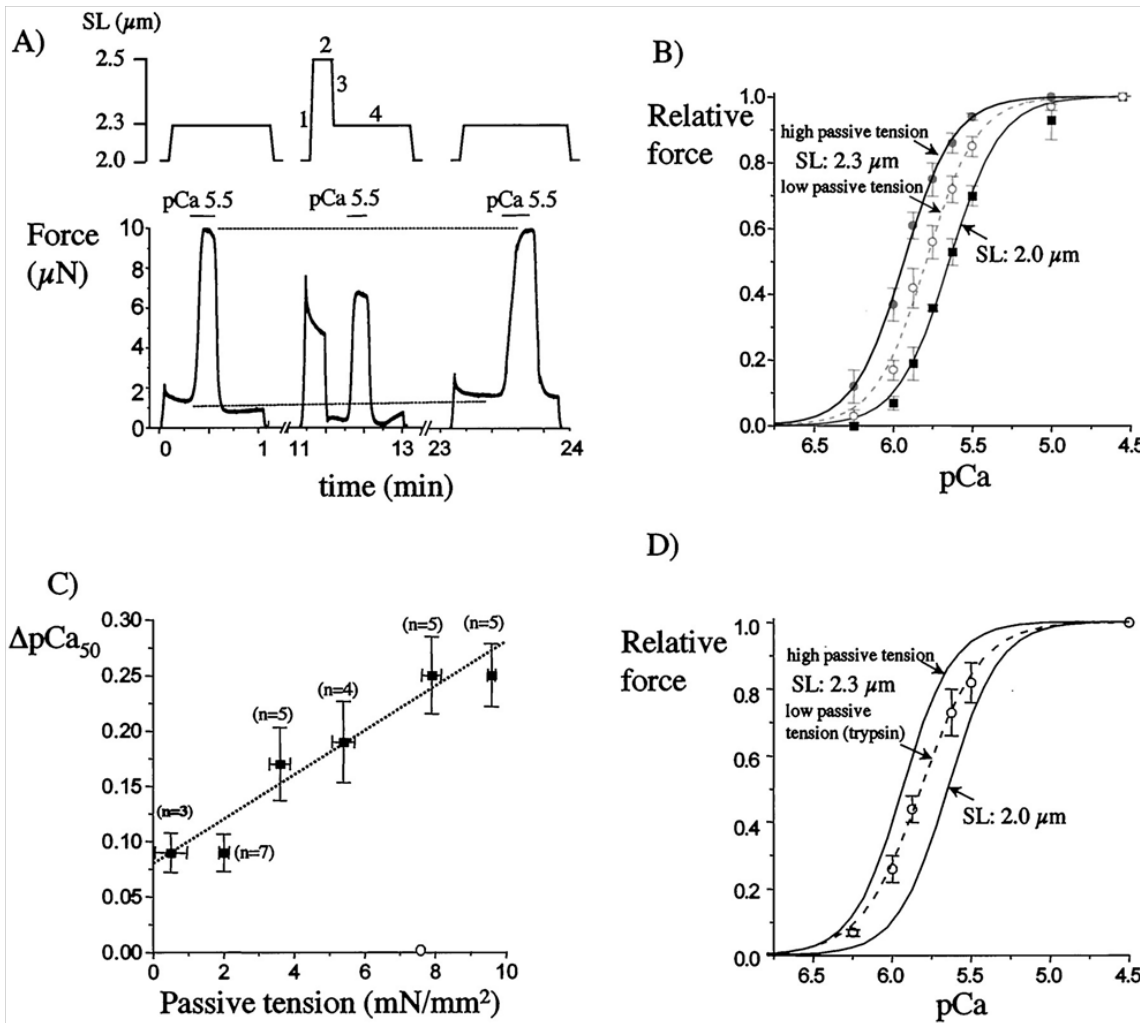 A)
SL (µm)
2.5
2.3
2.0
1
2
3
4
pCa 5.5
pCa 5.5
pCa 5.5
Force
(µN)
10
8
6
4
2
0
0
1
11
13
23
24
time (min)
B)
Relative
force
1.0
0.8
0.6
0.4
0.2
0.0
high passive tension
SL: 2.3 µm
low passive tension
SL: 2.0 µm
6.5
6.0
5.5
5.0
4.5
pCa
C)
ΔpCa50
0.30
0.25
0.20
0.15
0.10
0.05
0.00
(n=3)
(n=7)
(n=5)
(n=4)
(n=5)
(n=5)
0
2
4
6
8
10
Passive tension (mN/mm²)
D)
Relative
force
1.0
0.8
0.6
0.4
0.2
0.0
high passive tension
SL: 2.3 µm
low passive
tension (trypsin)
SL: 2.0 µm
6.5
6.0
5.5
5.0
4.5
pCa